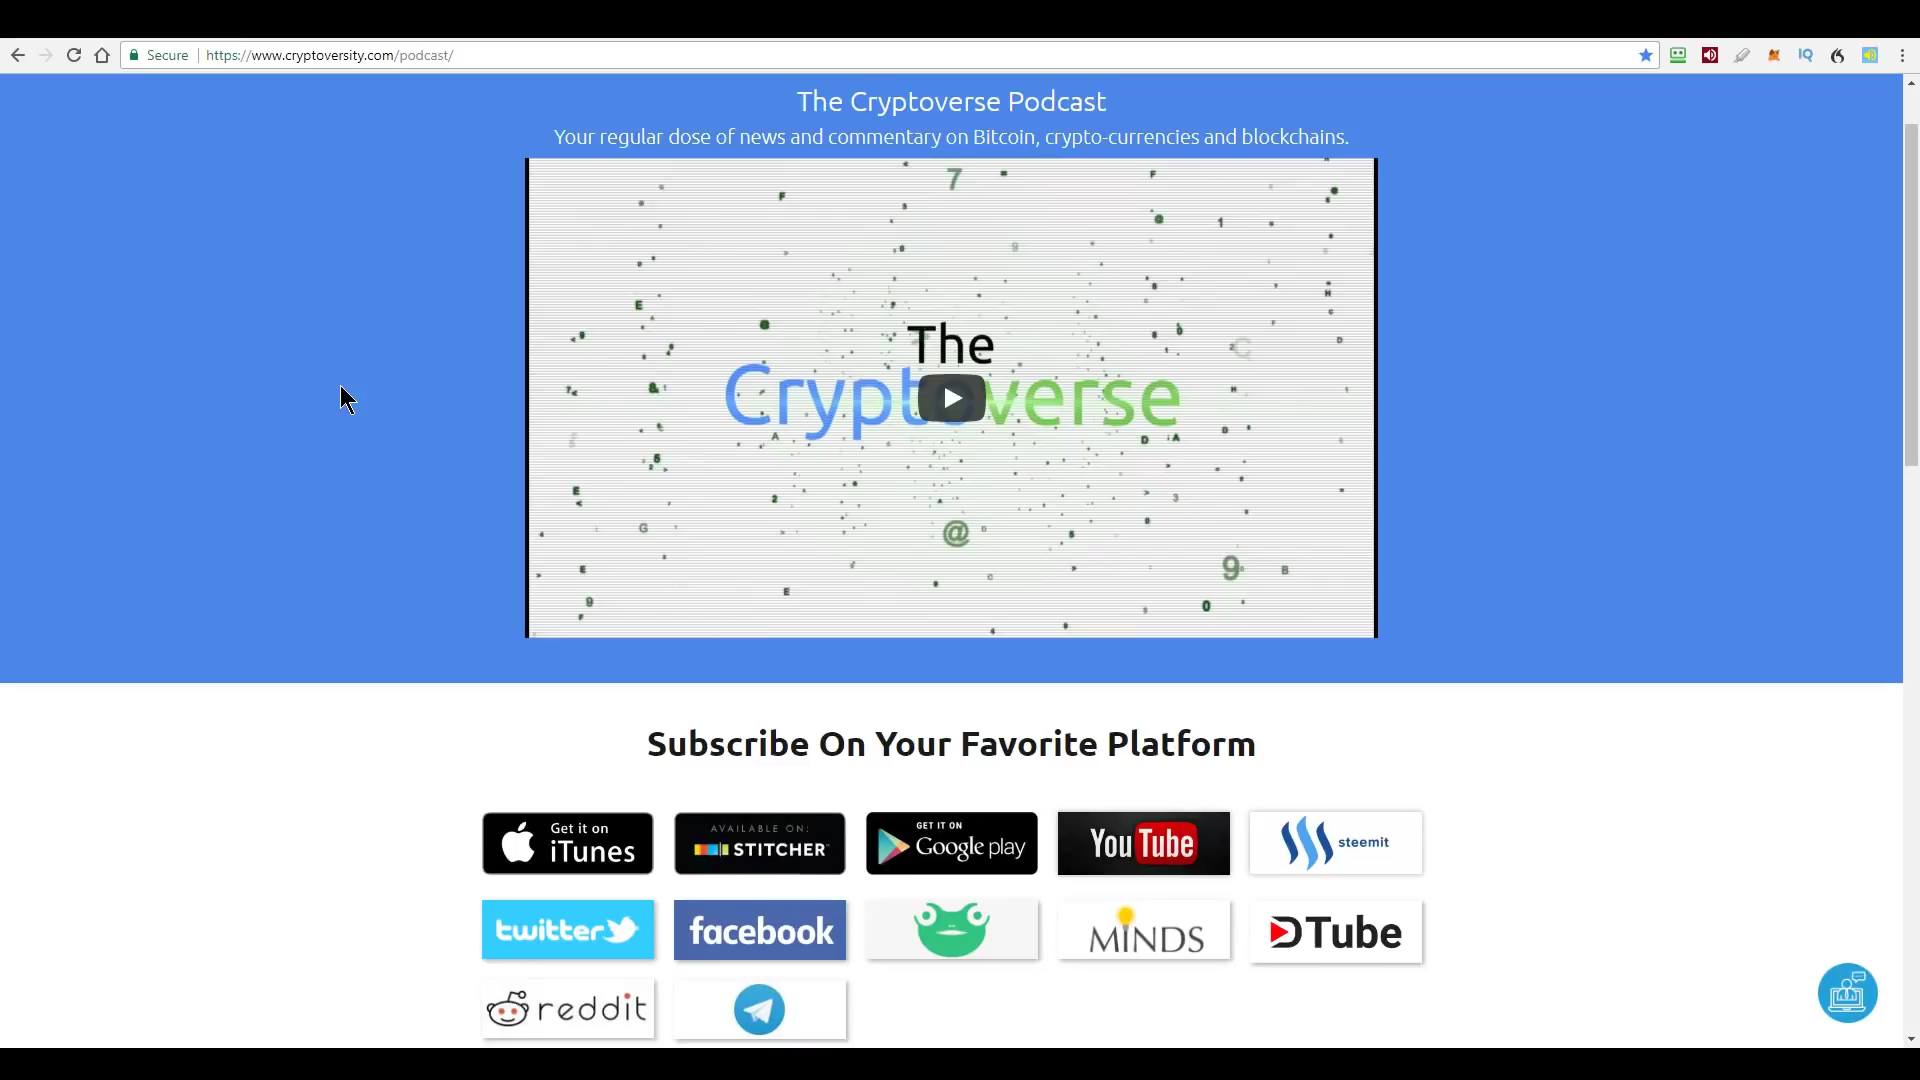 Secure
https://www.cryptoversity.com/podcast/
The Cryptoverse Podcast
Your regular dose of news and commentary on Bitcoin, crypto-currencies and blockchains.
The
Cryptoverse
Subscribe On Your Favorite Platform
Get it on
iTunes
AVAILABLE ON:
STITCHER
GET IT ON
Google play
YouTube
steemit
twitter
facebook
MINDS
DTube
reddit